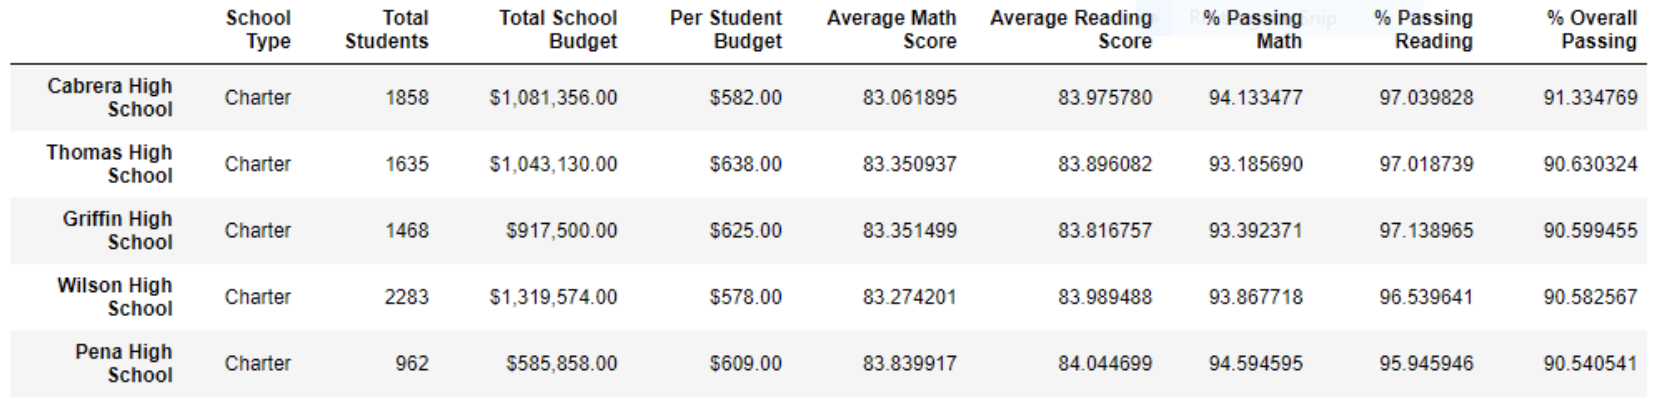 School Type Total Students Total School Budget Per Student Budget Average Math Score Average Reading Score % Passing Math % Passing Reading % Overall Passing
Cabrera High School Charter 1858 $1,081,356.00 $582.00 83.061895 83.975780 94.133477 97.039828 91.334769
Thomas High School Charter 1635 $1,043,130.00 $638.00 83.350937 83.896082 93.185690 97.018739 90.630324
Griffin High School Charter 1468 $917,500.00 $625.00 83.351499 83.816757 93.392371 97.138965 90.599455
Wilson High School Charter 2283 $1,319,574.00 $578.00 83.274201 83.989488 93.867718 96.539641 90.582567
Pena High School Charter 962 $585,858.00 $609.00 83.839917 84.044699 94.594595 95.945946 90.540541